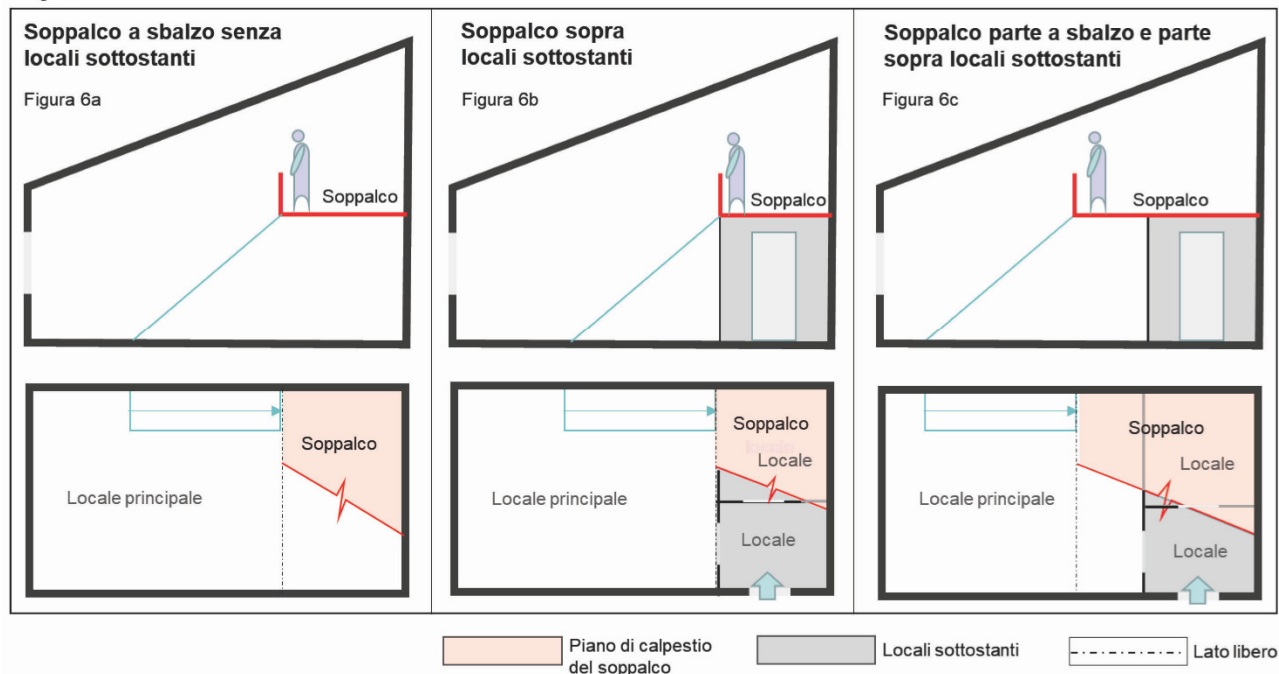 Soppalco a sbalzo senza
locali sottostanti
Figura 6a
Soppalco
Soppalco
Locale principale
Soppalco sopra
locali sottostanti
Figura 6b
Soppalco
Soppalco
Locale
Locale principale
Locale
Soppalco parte a sbalzo e parte
sopra locali sottostanti
Figura 6c
Soppalco
Soppalco
Locale
Locale principale
Locale
Piano di calpestio
del soppalco
Locali sottostanti
Lato libero